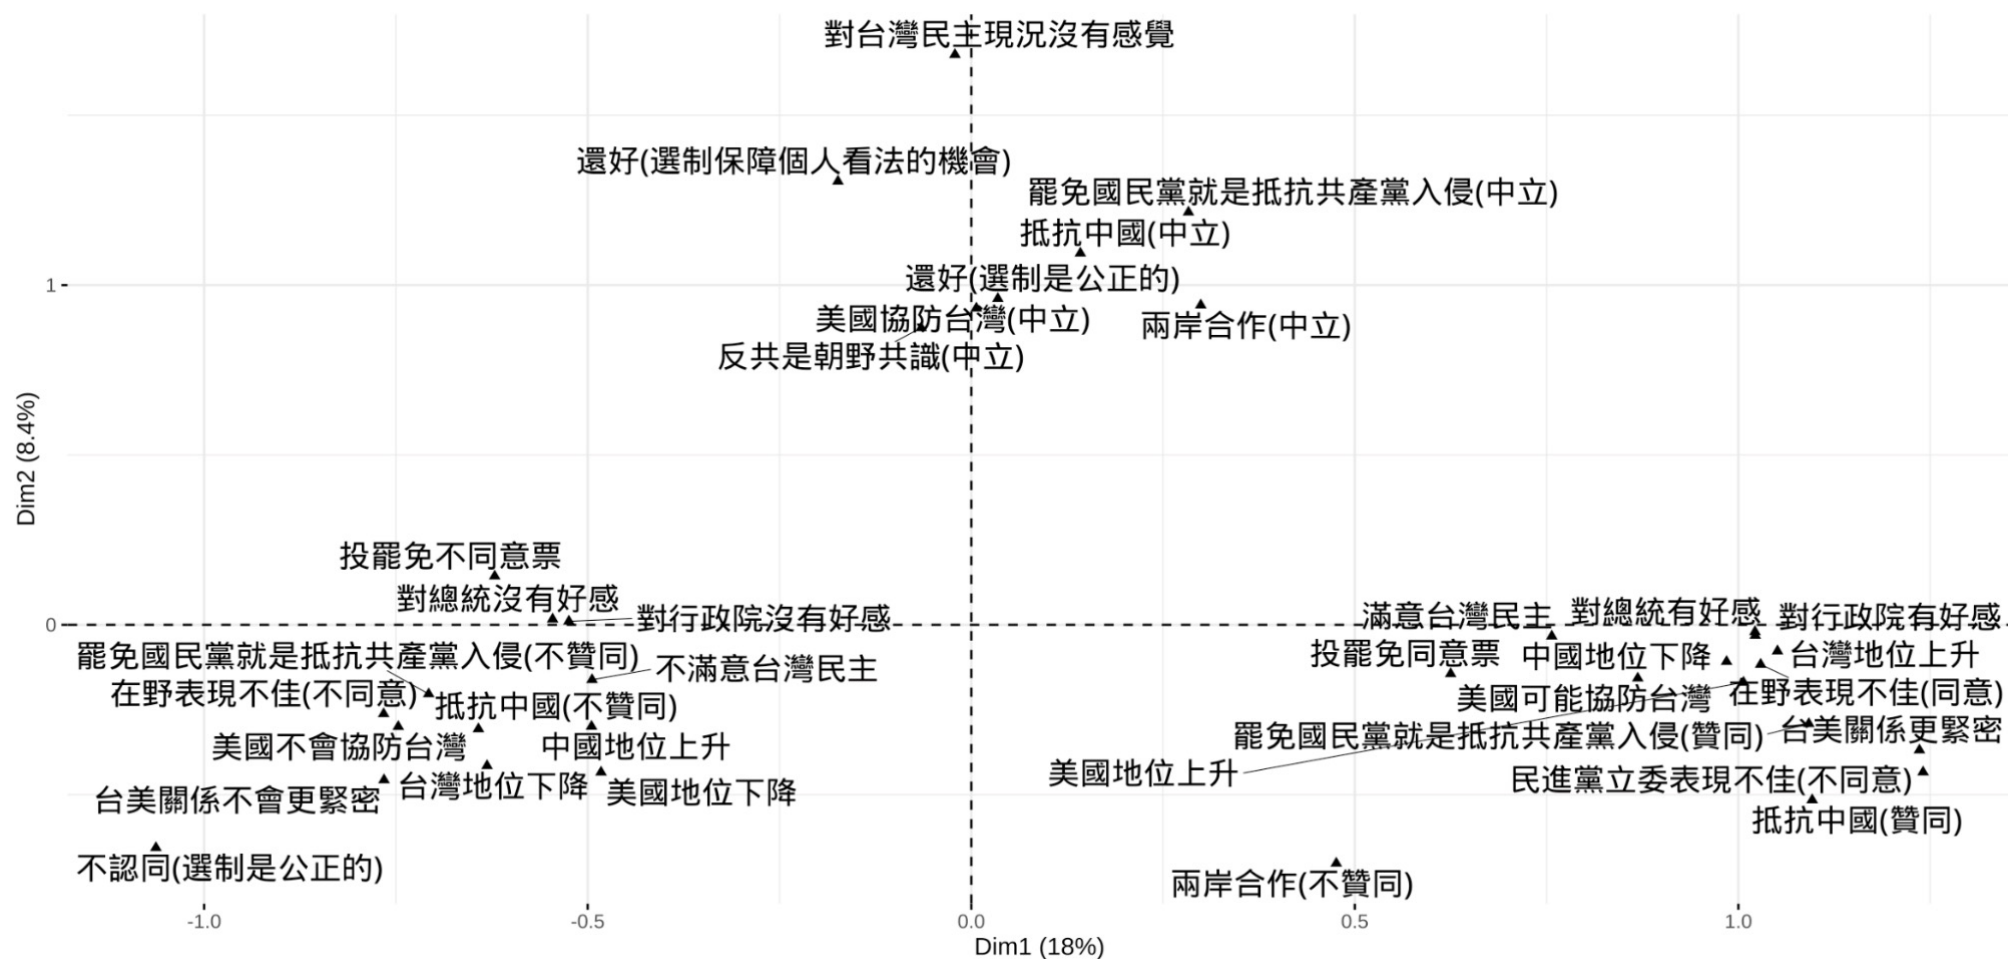 對台灣民主現況沒有感覺
還好(選制保障個人看法的機會)
罷免國民黨就是抵抗共產黨入侵(中立)
抵抗中國(中立)
還好(選制是公正的)
美國協防台灣(中立)
兩岸合作(中立)
反共是朝野共識(中立)
投罷免不同意票
對總統沒有好感
對行政院沒有好感
罷免國民黨就是抵抗共產黨入侵(不贊同)
不滿意台灣民主
在野表現不佳(不同意)
抵抗中國(不贊同)
美國不會協防台灣
中國地位上升
台美關係不會更緊密
台灣地位下降
美國地位下降
不認同(選制是公正的)
滿意台灣民主
對總統有好感
對行政院有好感
投罷免同意票
中國地位下降
台灣地位上升
美國可能協防台灣
在野表現不佳(同意)
罷免國民黨就是抵抗共產黨入侵(贊同)
台美關係更緊密
美國地位上升
民進黨立委表現不佳(不同意)
抵抗中國(贊同)
兩岸合作(不贊同)
1
0
Dim2 (8.4%)
-1.0
-0.5
0.0
0.5
1.0
Dim1 (18%)